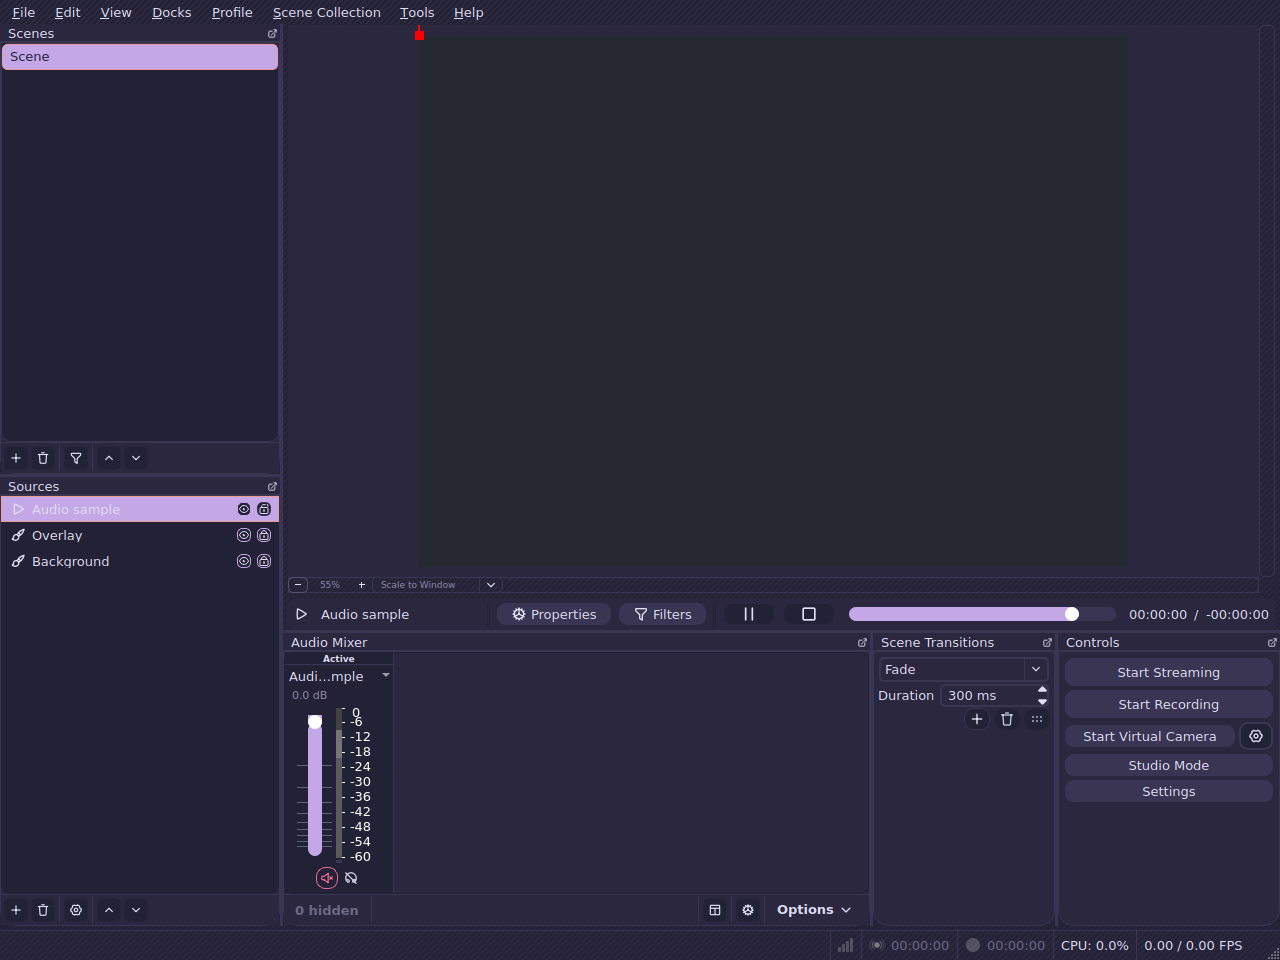 File Edit View Docks Profile Scene Collection Tools Help
Scenes
Scene
Sources
Audio sample
Overlay
Background
55% Scale to Window
Audio sample Properties Filters 00:00:00 / -00:00:00
Audio Mixer
Active
Audi...mple
0.0 dB
0
-6
-12
-18
-24
-30
-36
-42
-48
-54
-60
0 hidden Options
Scene Transitions
Fade
Duration 300 ms
Controls
Start Streaming
Start Recording
Start Virtual Camera
Studio Mode
Settings
00:00:00 00:00:00 CPU: 0.0% 0.00 / 0.00 FPS